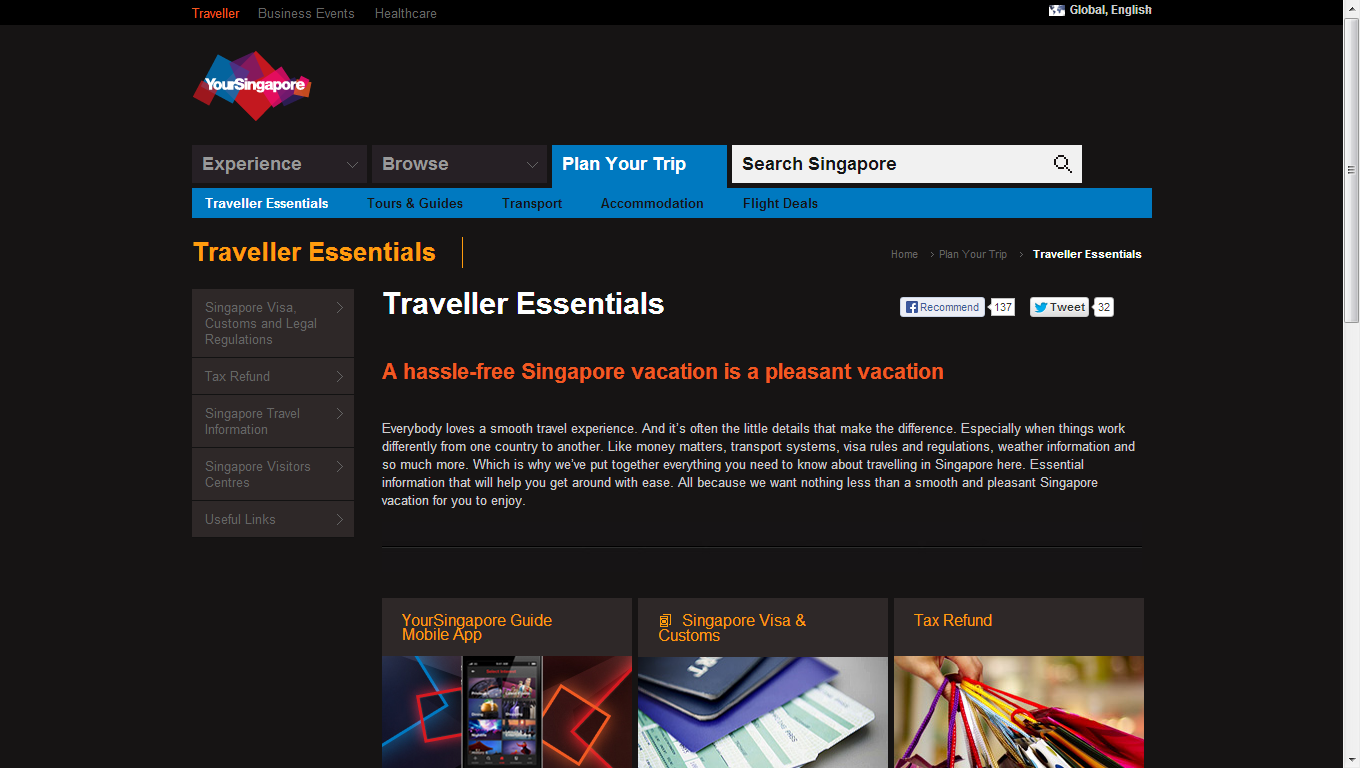 Traveller Business Events Healthcare
Global, English
YourSingapore
Experience Browse Plan Your Trip Search Singapore
Traveller Essentials Tours & Guides Transport Accommodation Flight Deals
Traveller Essentials
Home > Plan Your Trip > Traveller Essentials
Singapore Visa,
Customs and Legal
Regulations
Tax Refund
Singapore Travel
Information
Singapore Visitors
Centres
Useful Links
Traveller Essentials
Recommend 137 Tweet 32
A hassle-free Singapore vacation is a pleasant vacation
Everybody loves a smooth travel experience. And it's often the little details that make the difference. Especially when things work
differently from one country to another. Like money matters, transport systems, visa rules and regulations, weather information and
so much more. Which is why we've put together everything you need to know about travelling in Singapore here. Essential
information that will help you get around with ease. All because we want nothing less than a smooth and pleasant Singapore
vacation for you to enjoy.
YourSingapore Guide
Mobile App
Singapore Visa &
Customs
Tax Refund